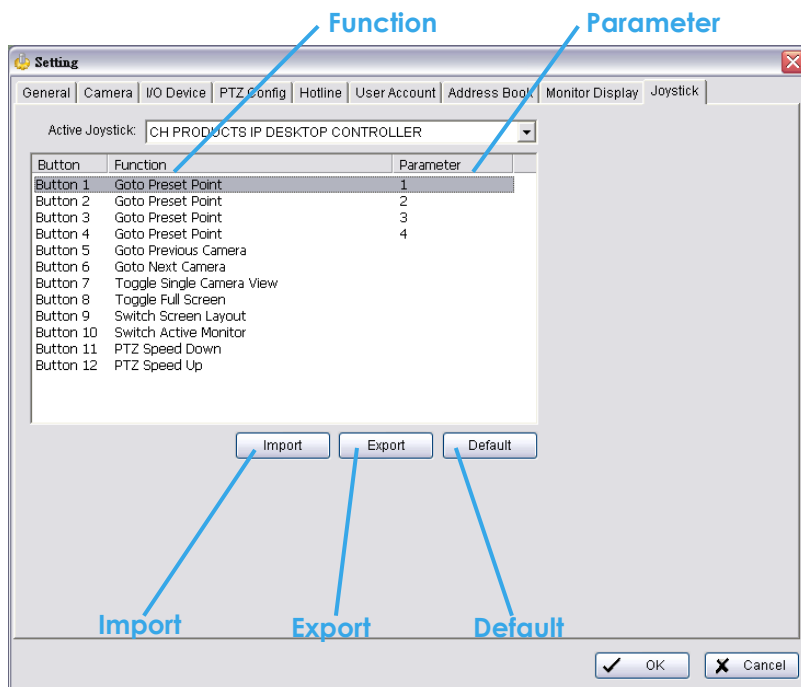 Function Parameter
Setting
General Camera I/O Device PTZ Config Hotline User Account Address Book Monitor Display Joystick
Active Joystick: CH PRODUCTS IP DESKTOP CONTROLLER
Button Function Parameter
Button 1 Goto Preset Point 1
Button 2 Goto Preset Point 2
Button 3 Goto Preset Point 3
Button 4 Goto Preset Point 4
Button 5 Goto Previous Camera
Button 6 Goto Next Camera
Button 7 Toggle Single Camera View
Button 8 Toggle Full Screen
Button 9 Switch Screen Layout
Button 10 Switch Active Monitor
Button 11 PTZ Speed Down
Button 12 PTZ Speed Up
Import Export Default
Import Export Default
OK Cancel